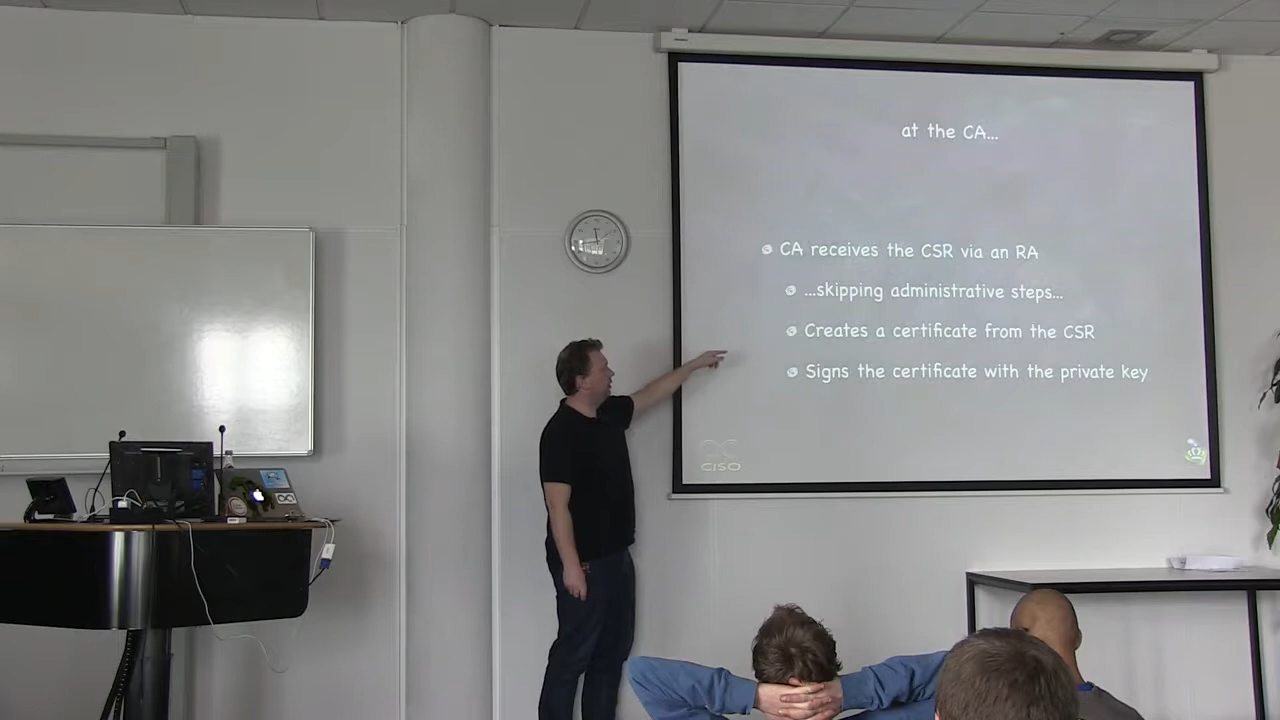 at the CA...
CA receives the CSR via an RA
...skipping administrative steps...
Creates a certificate from the CSR
Signs the certificate with the private key
CISO